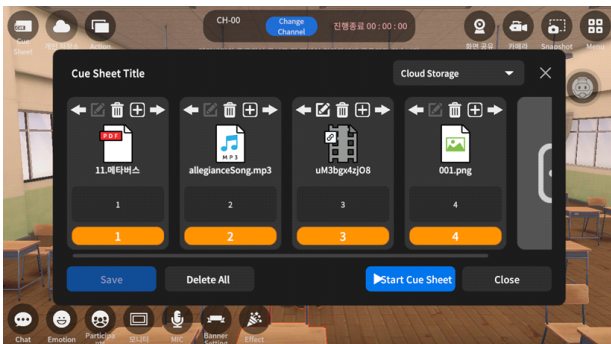 CH-00
Change
Channel
진행종료 00 : 00 : 00
Cue
Sheet
Action
화면 공유
카메라
Snapshot
Menu
Cue Sheet Title
Cloud Storage
PDF
11.메타버스
1
1
MP3
allegianceSong.mp3
2
2
uM3bgx4zjO8
3
3
001.png
4
4
Save
Delete All
Start Cue Sheet
Close
Chat
Emotion
Participa
모니터
MIC
Banner
Setting
Effect